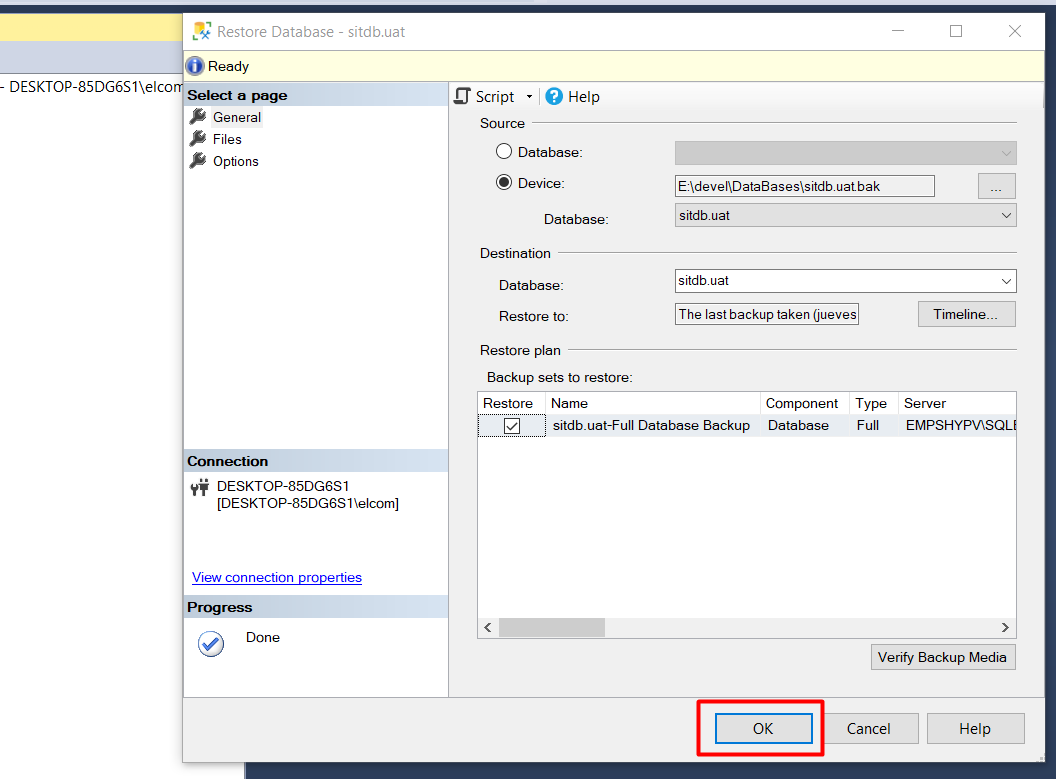 Restore Database - sitdb.uat
Ready
- DESKTOP-85DG6S1\elcom
Select a page
General
Files
Options
Script
Help
Source
Database:
Device:
E:\devel\DataBases\sitdb.uat.bak
...
Database:
sitdb.uat
Destination
Database:
sitdb.uat
Restore to:
The last backup taken (jueves
Timeline...
Restore plan
Backup sets to restore:
Restore Name Component Type Server
sitdb.uat-Full Database Backup Database Full EMPSHYPV\SQLE
Connection
DESKTOP-85DG6S1
[DESKTOP-85DG6S1\elcom]
View connection properties
Progress
Done
Verify Backup Media
OK Cancel Help